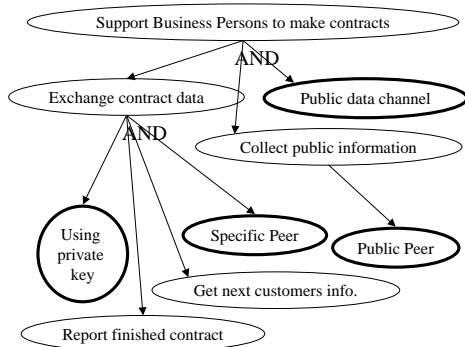 Support Business Persons to make contracts
AND
Exchange contract data
Public data channel
AND
Collect public information
Using
private
key
Specific Peer
Public Peer
Get next customers info.
Report finished contract